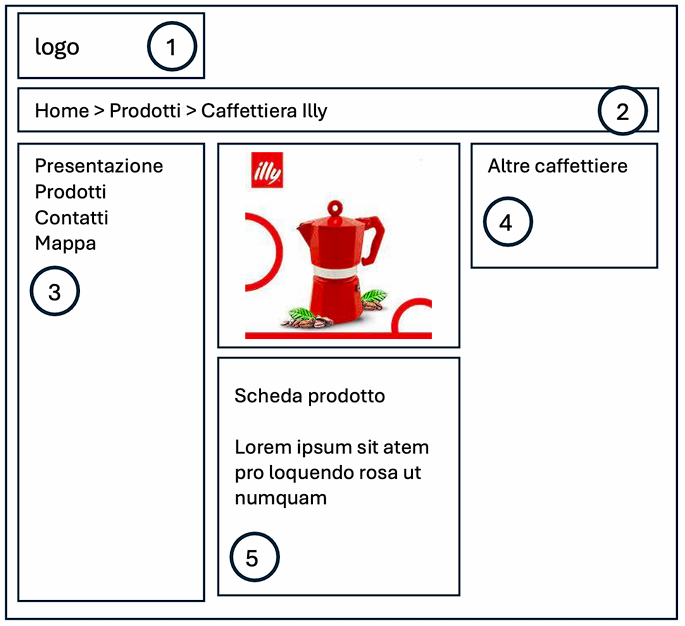 logo
1
Home > Prodotti > Caffettiera Illy
2
Presentazione
Prodotti
Contatti
Mappa
3
illy
Altre caffettiere
4
Scheda prodotto
Lorem ipsum sit atem
pro loquendo rosa ut
numquam
5